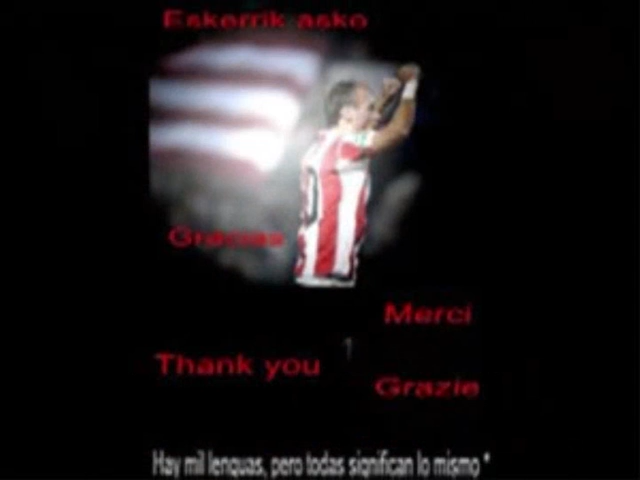 Eskerrik asko
Gracias
Merci
Thank you
Grazie
Hay mil lenguas, pero todas significan lo mismo *